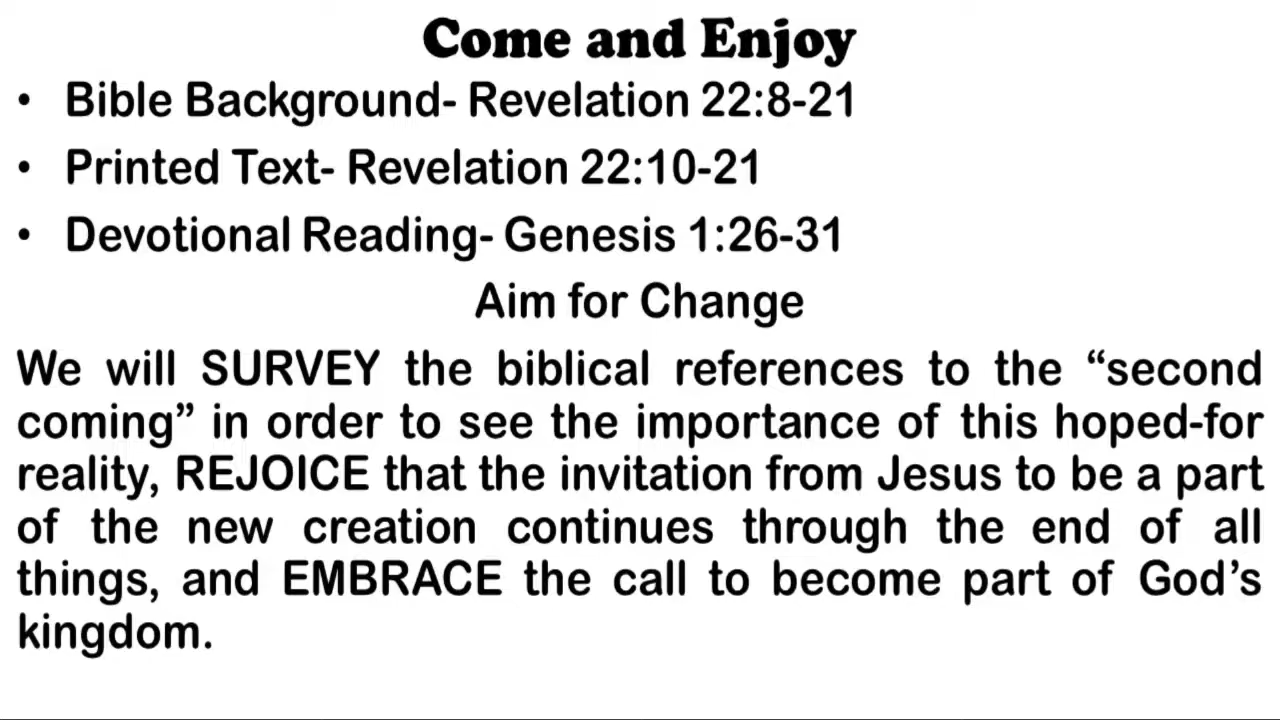 Come and Enjoy
• Bible Background- Revelation 22:8-21
• Printed Text- Revelation 22:10-21
• Devotional Reading- Genesis 1:26-31
Aim for Change
We will SURVEY the biblical references to the “second
coming” in order to see the importance of this hoped-for
reality, REJOICE that the invitation from Jesus to be a part
of the new creation continues through the end of all
things, and EMBRACE the call to become part of God’s
kingdom.